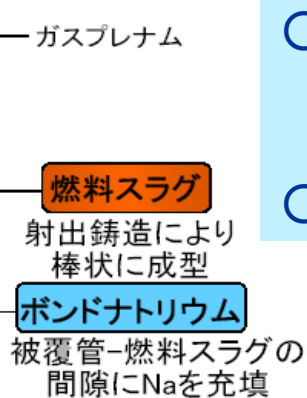 ガスプレナム
燃料スラグ
射出鋳造により
棒状に成型
ボンドナトリウム
被覆管-燃料スラグの
間隙にNaを充填